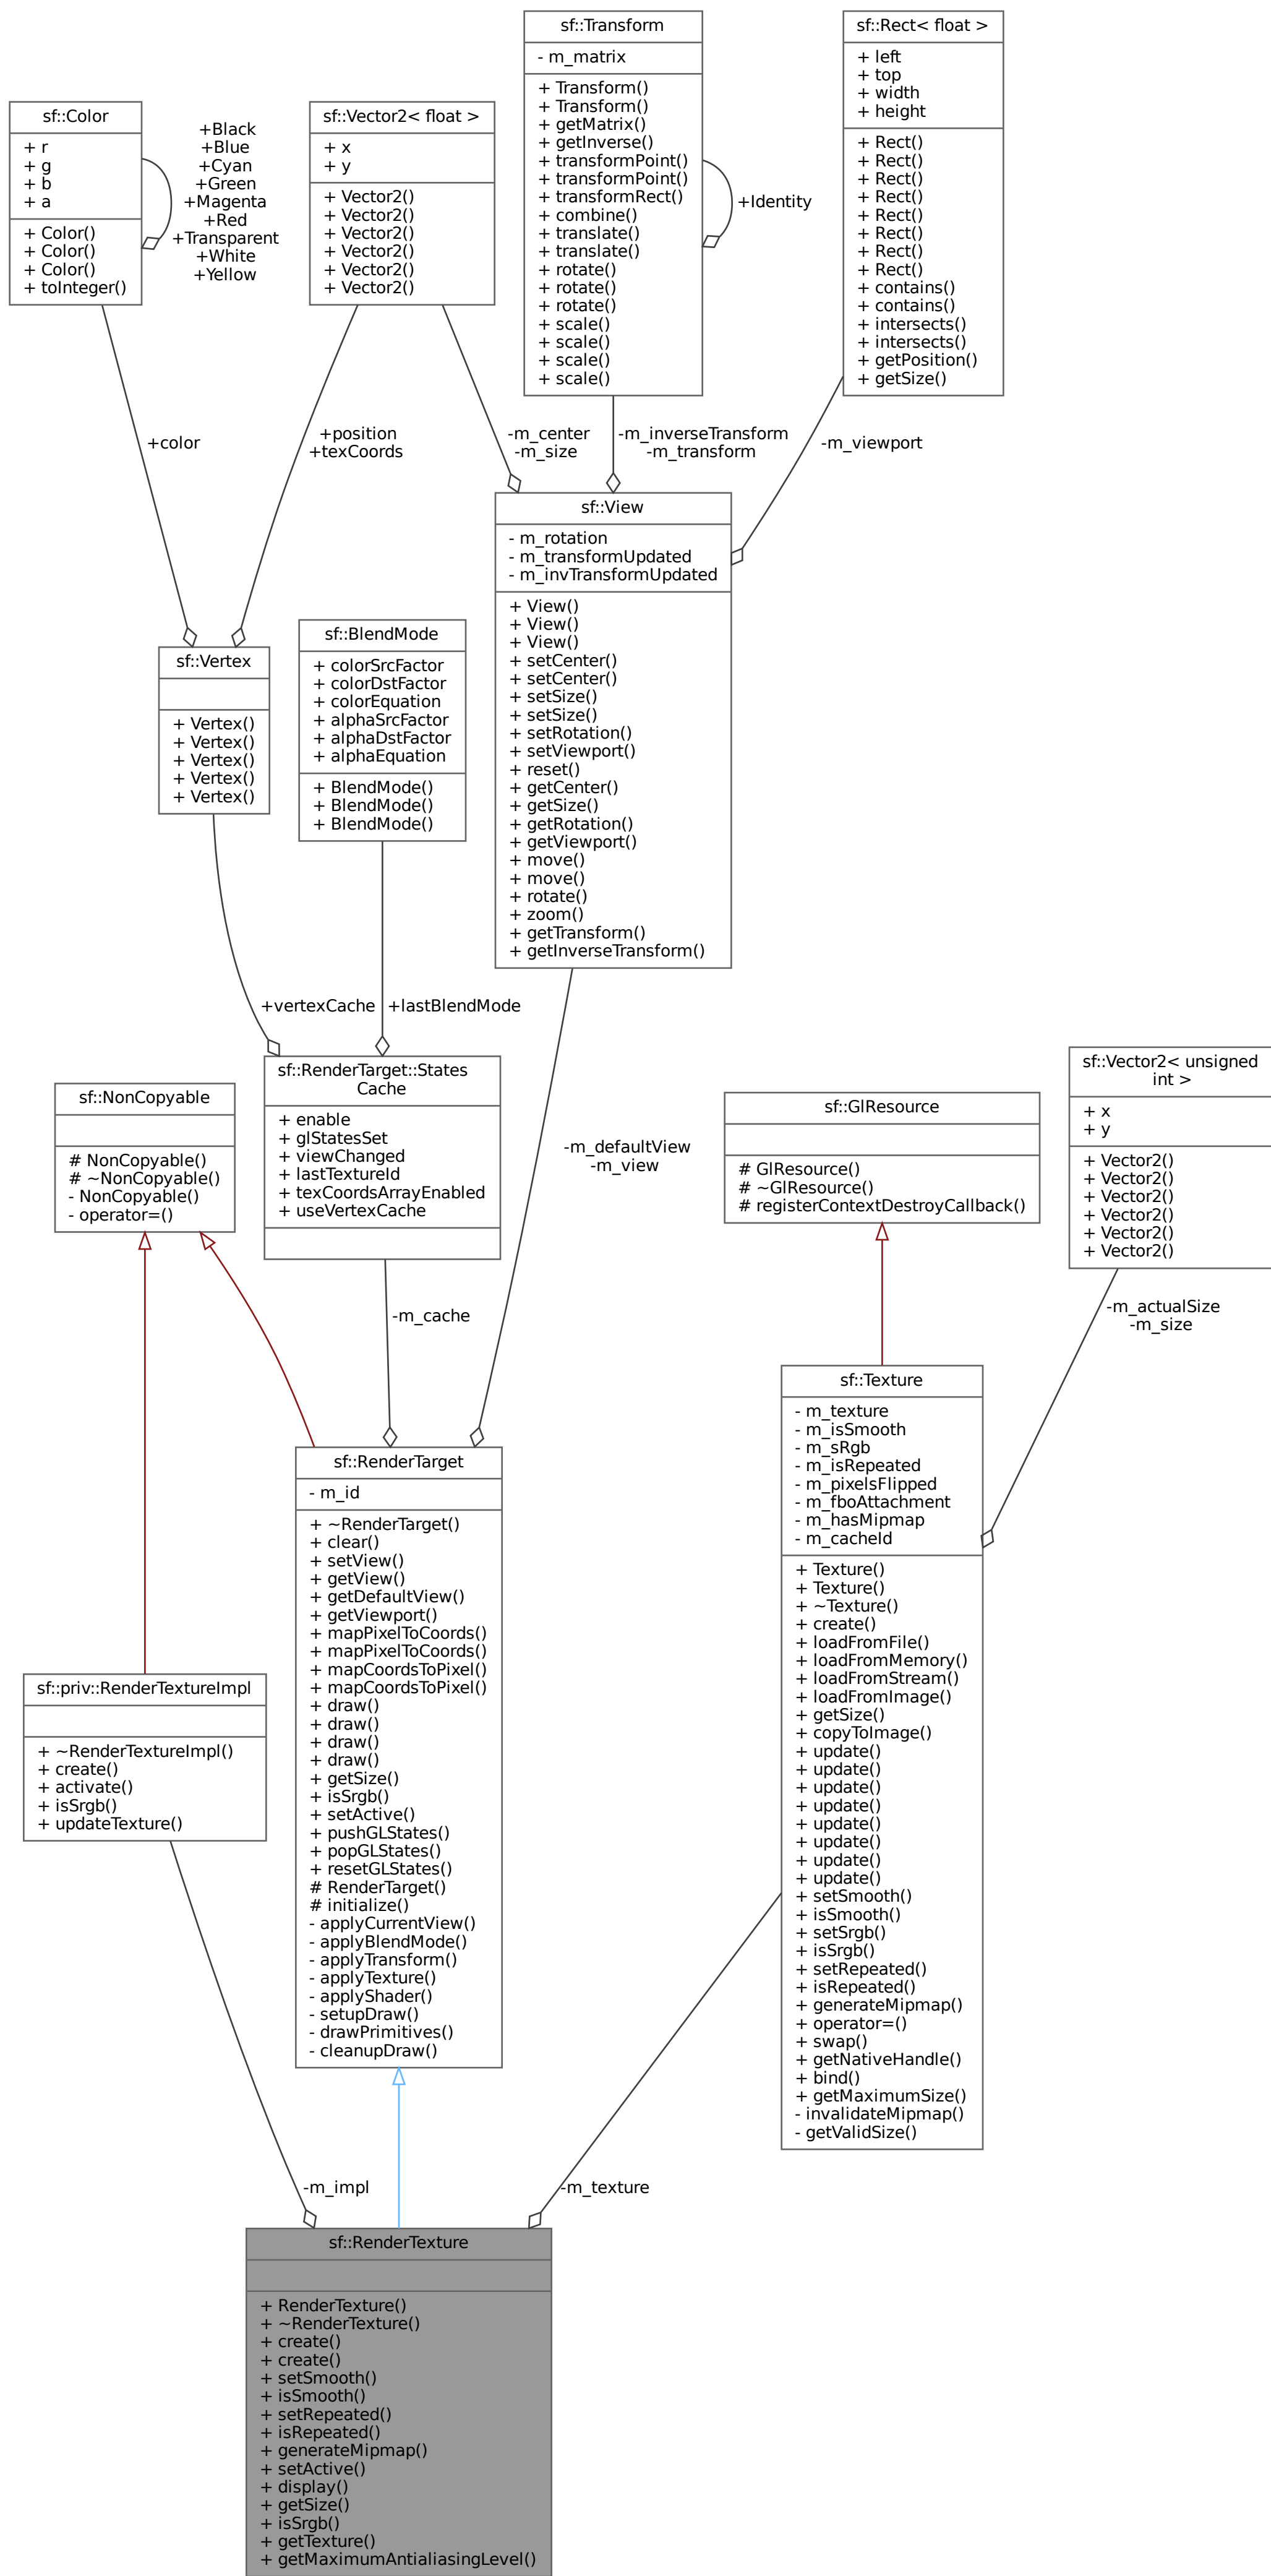 sf::Transform
- m_matrix
+ Transform()
+ Transform()
+ getMatrix()
+ getInverse()
+ transformPoint()
+ transformPoint()
+ transformRect()
+ combine()
+ translate()
+ translate()
+ rotate()
+ rotate()
+ rotate()
+ scale()
+ scale()
+ scale()
+ scale()
+Identity
sf::Rect< float >
+ left
+ top
+ width
+ height
+ Rect()
+ Rect()
+ Rect()
+ Rect()
+ Rect()
+ Rect()
+ Rect()
+ Rect()
+ contains()
+ contains()
+ intersects()
+ intersects()
+ getPosition()
+ getSize()
sf::Color
+ r
+ g
+ b
+ a
+ Color()
+ Color()
+ Color()
+ toInteger()
+Black
+Blue
+Cyan
+Green
+Magenta
+Red
+Transparent
+White
+Yellow
sf::Vector2< float >
+ x
+ y
+ Vector2()
+ Vector2()
+ Vector2()
+ Vector2()
+ Vector2()
+ Vector2()
+color
+position
+texCoords
-m_center
-m_size
-m_inverseTransform
-m_transform
-m_viewport
sf::View
- m_rotation
- m_transformUpdated
- m_invTransformUpdated
+ View()
+ View()
+ View()
+ setCenter()
+ setCenter()
+ setSize()
+ setSize()
+ setRotation()
+ setViewport()
+ reset()
+ getCenter()
+ getSize()
+ getRotation()
+ getViewport()
+ move()
+ move()
+ rotate()
+ zoom()
+ getTransform()
+ getInverseTransform()
sf::BlendMode
+ colorSrcFactor
+ colorDstFactor
+ colorEquation
+ alphaSrcFactor
+ alphaDstFactor
+ alphaEquation
+ BlendMode()
+ BlendMode()
+ BlendMode()
sf::Vertex
+ Vertex()
+ Vertex()
+ Vertex()
+ Vertex()
+ Vertex()
+vertexCache
+lastBlendMode
sf::RenderTarget::States
Cache
+ enable
+ glStatesSet
+ viewChanged
+ lastTextureId
+ texCoordsArrayEnabled
+ useVertexCache
sf::NonCopyable
# NonCopyable()
# ~NonCopyable()
- NonCopyable()
- operator=()
-m_defaultView
-m_view
sf::GlResource
# GlResource()
# ~GlResource()
# registerContextDestroyCallback()
sf::Vector2< unsigned
int >
+ x
+ y
+ Vector2()
+ Vector2()
+ Vector2()
+ Vector2()
+ Vector2()
+ Vector2()
-m_cache
-m_actualSize
-m_size
sf::RenderTarget
- m_id
+ ~RenderTarget()
+ clear()
+ setView()
+ getView()
+ getDefaultView()
+ getViewport()
+ mapPixelToCoords()
+ mapPixelToCoords()
+ mapCoordsToPixel()
+ mapCoordsToPixel()
+ draw()
+ draw()
+ draw()
+ draw()
+ getSize()
+ isSrgb()
+ setActive()
+ pushGLStates()
+ popGLStates()
+ resetGLStates()
# RenderTarget()
# initialize()
- applyCurrentView()
- applyBlendMode()
- applyTransform()
- applyTexture()
- applyShader()
- setupDraw()
- drawPrimitives()
- cleanupDraw()
sf::Texture
- m_texture
- m_isSmooth
- m_sRgb
- m_isRepeated
- m_pixelsFlipped
- m_fboAttachment
- m_hasMipmap
- m_cacheId
+ Texture()
+ Texture()
+ ~Texture()
+ create()
+ loadFromFile()
+ loadFromMemory()
+ loadFromStream()
+ loadFromImage()
+ getSize()
+ copyToImage()
+ update()
+ update()
+ update()
+ update()
+ update()
+ update()
+ update()
+ update()
+ setSmooth()
+ isSmooth()
+ setSrgb()
+ isSrgb()
+ setRepeated()
+ isRepeated()
+ generateMipmap()
+ operator=()
+ swap()
+ getNativeHandle()
+ bind()
+ getMaximumSize()
- invalidateMipmap()
- getValidSize()
sf::priv::RenderTextureImpl
+ ~RenderTextureImpl()
+ create()
+ activate()
+ isSrgb()
+ updateTexture()
-m_impl
-m_texture
sf::RenderTexture
+ RenderTexture()
+ ~RenderTexture()
+ create()
+ create()
+ setSmooth()
+ isSmooth()
+ setRepeated()
+ isRepeated()
+ generateMipmap()
+ setActive()
+ display()
+ getSize()
+ isSrgb()
+ getTexture()
+ getMaximumAntialiasingLevel()